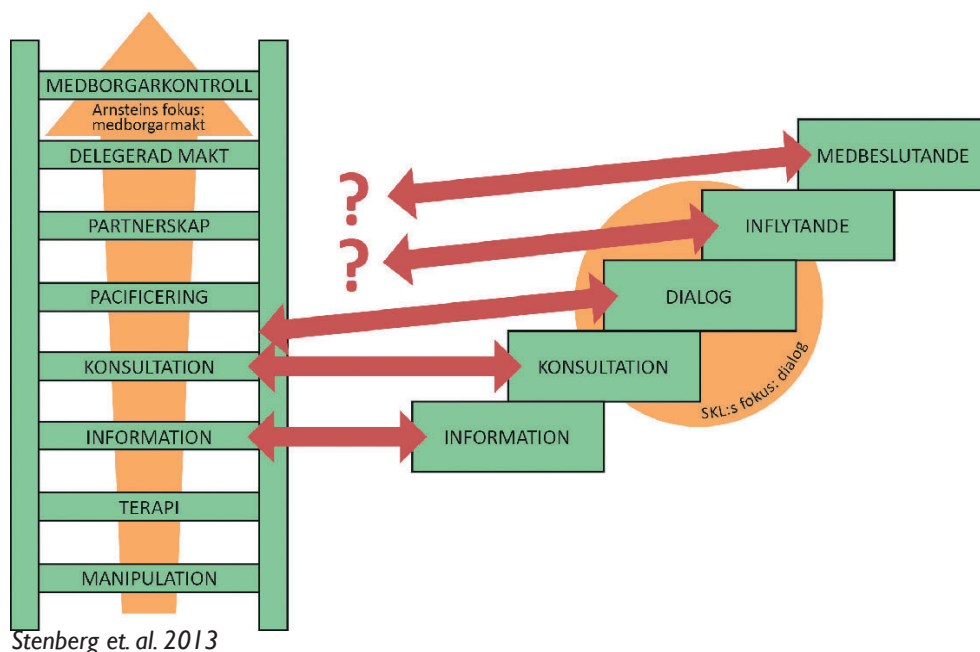 MEDBORGARKONTROLL
Arnsteins fokus:
medborgarmakt
DELEGERAD MAKT
PARTNERSKAP
PACIFICERING
KONSULTATION
INFORMATION
TERAPI
MANIPULATION
?
?
MEDBESLUTANDE
INFLYTANDE
DIALOG
KONSULTATION
INFORMATION
SKL:s fokus: dialog
Stenberg et. al. 2013